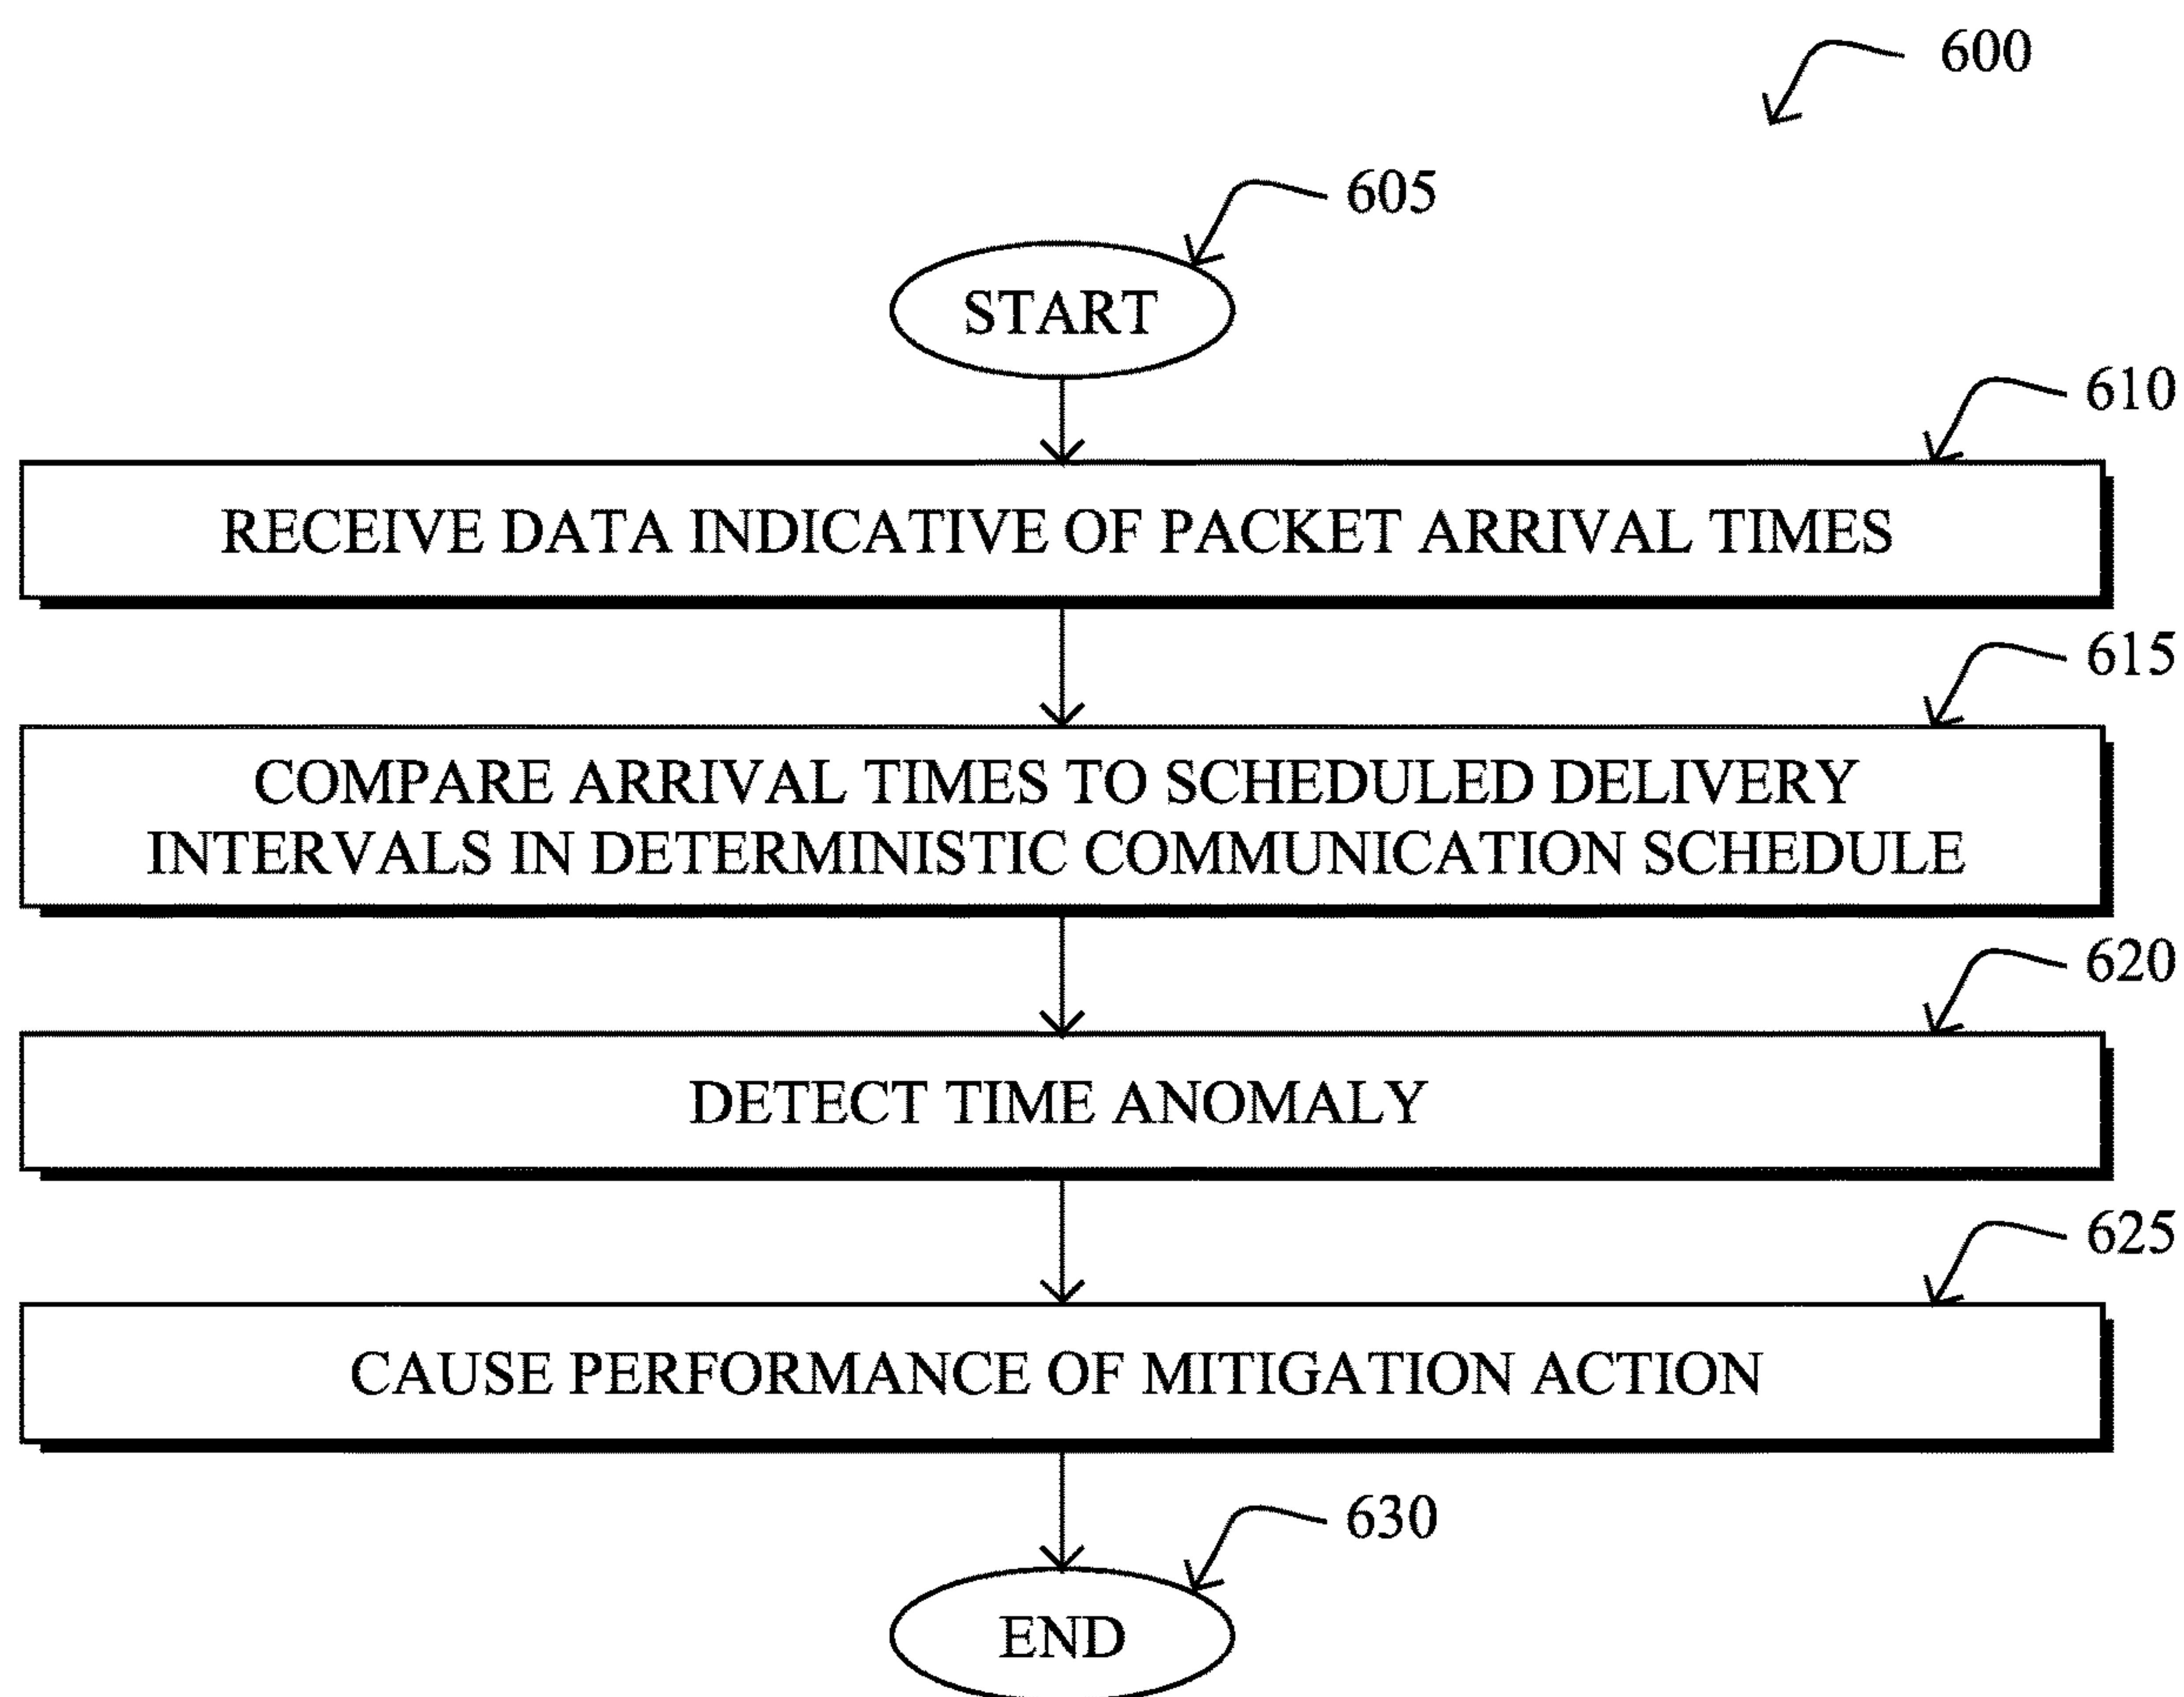 600
605
START
610
RECEIVE DATA INDICATIVE OF PACKET ARRIVAL TIMES
615
COMPARE ARRIVAL TIMES TO SCHEDULED DELIVERY
INTERVALS IN DETERMINISTIC COMMUNICATION SCHEDULE
620
DETECT TIME ANOMALY
625
CAUSE PERFORMANCE OF MITIGATION ACTION
630
END